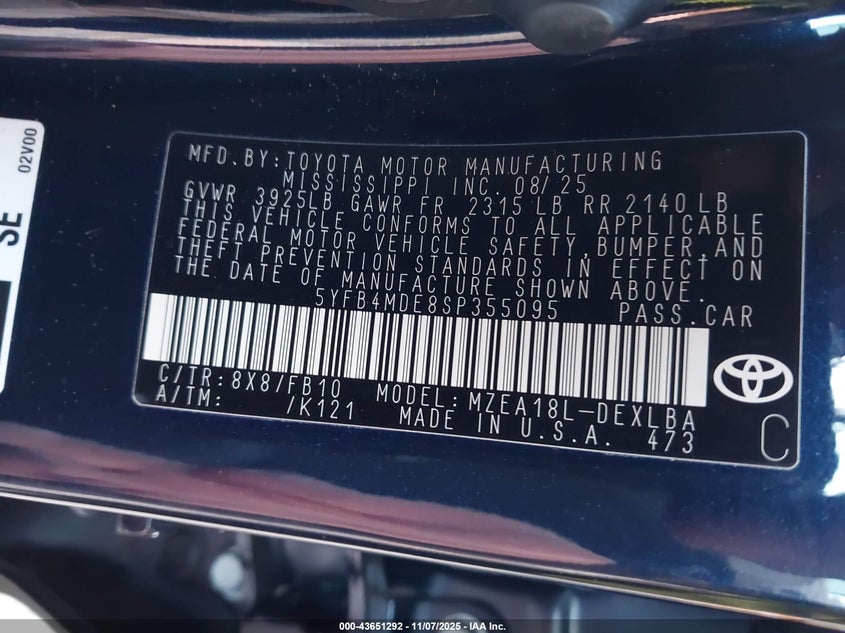 02V00
SE
MFD.BY:TOYOTA MOTOR MANUFACTURING
MISSISSIPPI INC. 08/25
GVWR 3925LB GAWR FR 2315 LB RR 2140 LB
THIS VEHICLE CONFORMS TO ALL APPLICABLE
FEDERAL MOTOR VEHICLE SAFETY,BUMPER,AND
THEFT PREVENTION STANDARDS IN EFFECT ON
THE DATE OF MANUFACTURE SHOWN ABOVE.
5YFB4MDE8SP355095 PASS.CAR
C/TR:8X8/FB10 MODEL:MZEA18L-DEXLBA
A/TM: /K121 MADE IN U.S.A. 473
C
000-43651292 - 11/07/2025 - IAA Inc.